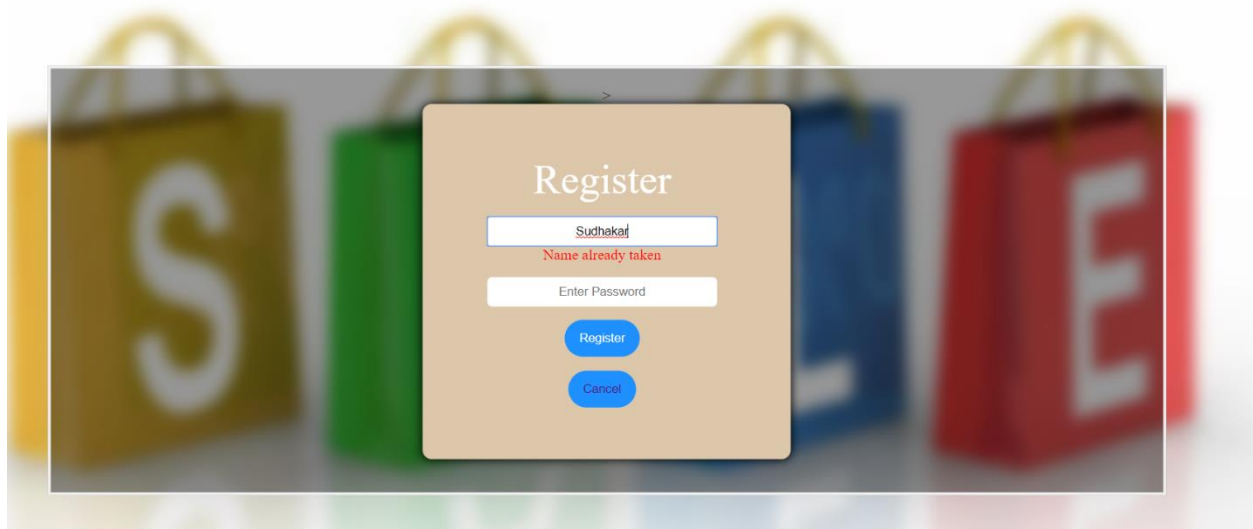 >
S L E
Register
Sudhakar
Name already taken
Enter Password
Register
Cancel